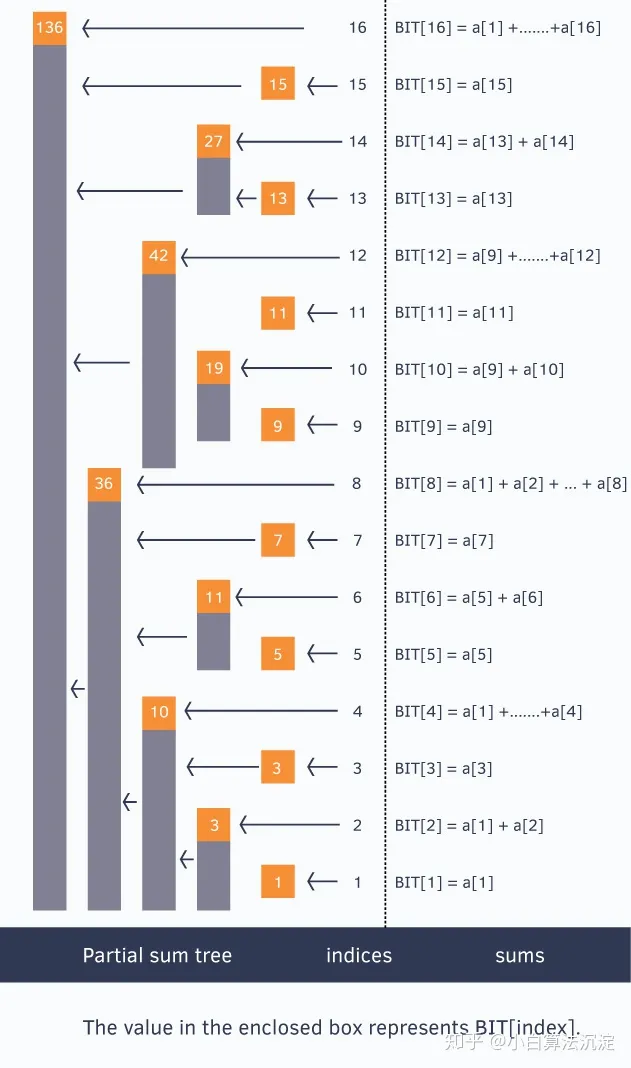 136 16 BIT[16] = a[1] +.......+a[16]
15 15 BIT[15] = a[15]
27 14 BIT[14] = a[13] + a[14]
13 13 BIT[13] = a[13]
42 12 BIT[12] = a[9] +.......+a[12]
11 11 BIT[11] = a[11]
19 10 BIT[10] = a[9] + a[10]
9 9 BIT[9] = a[9]
36 8 BIT[8] = a[1] + a[2] + ... + a[8]
7 7 BIT[7] = a[7]
11 6 BIT[6] = a[5] + a[6]
5 5 BIT[5] = a[5]
10 4 BIT[4] = a[1] +.......+a[4]
3 3 BIT[3] = a[3]
3 2 BIT[2] = a[1] + a[2]
1 1 BIT[1] = a[1]
Partial sum tree indices sums
The value in the enclosed box represents BIT[index].
知乎 @小白算法沉淀